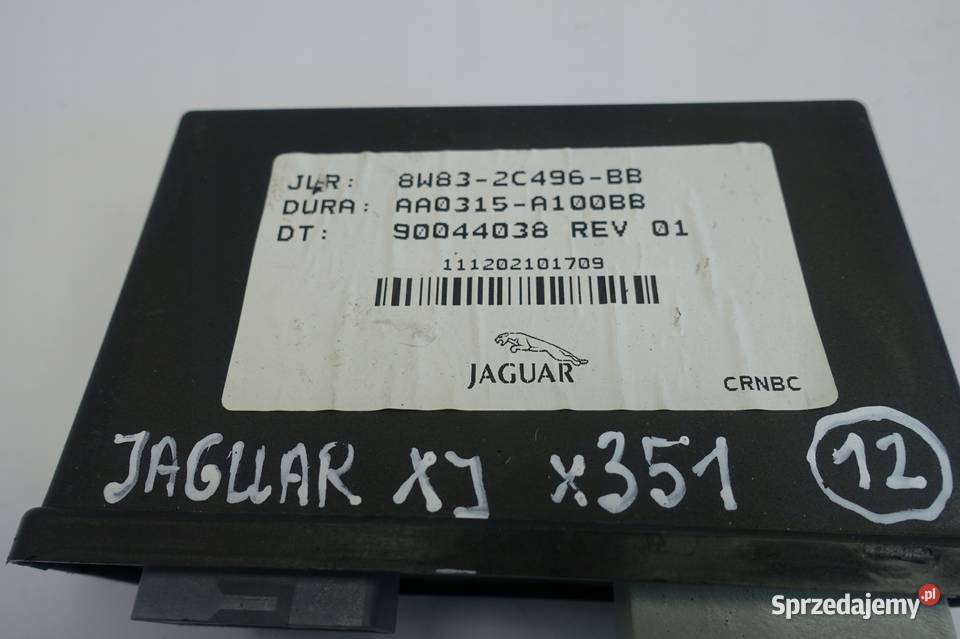 JLR: 8W83-2C496-BB
DURA: AA0315-A100BB
DT: 90044038 REV 01
111202101709
JAGUAR
CRNBC
JAGUAR XJ x351 12
Sprzedajemy.pl